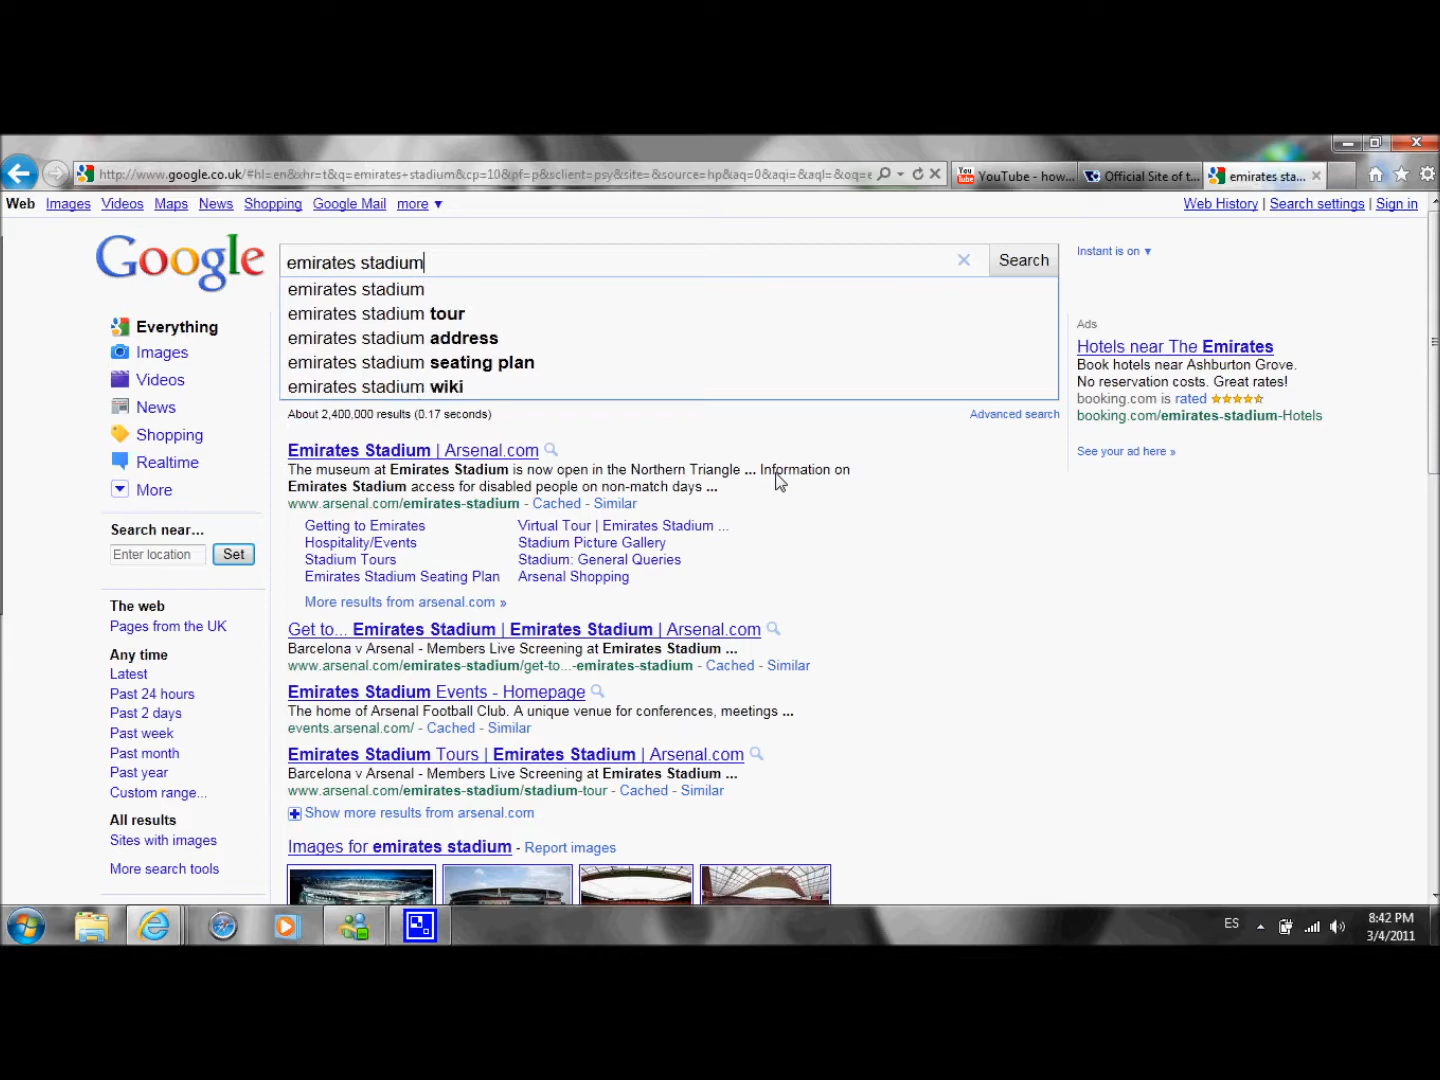 http://www.google.co.uk/#hl=en&xhr=t&q=emirates+stadium&cp=10&pf=p&sclient=psy&site=&source=hp&aq=0&aqi=&aql=&oq=e
YouTube - how...
Official Site of t...
emirates sta...
Web Images Videos Maps News Shopping Google Mail more ▼
Web History | Search settings | Sign in
Google
emirates stadium
Search
Instant is on ▼
emirates stadium
emirates stadium tour
emirates stadium address
emirates stadium seating plan
emirates stadium wiki
About 2,400,000 results (0.17 seconds)
Advanced search
Everything
Images
Videos
News
Shopping
Realtime
More
Search near...
Enter location
Set
The web
Pages from the UK
Any time
Latest
Past 24 hours
Past 2 days
Past week
Past month
Past year
Custom range...
All results
Sites with images
More search tools
Emirates Stadium | Arsenal.com
The museum at Emirates Stadium is now open in the Northern Triangle ... Information on
Emirates Stadium access for disabled people on non-match days ...
www.arsenal.com/emirates-stadium - Cached - Similar
Getting to Emirates
Virtual Tour | Emirates Stadium ...
Hospitality/Events
Stadium Picture Gallery
Stadium Tours
Stadium: General Queries
Emirates Stadium Seating Plan
Arsenal Shopping
More results from arsenal.com »
Get to... Emirates Stadium | Emirates Stadium | Arsenal.com
Barcelona v Arsenal - Members Live Screening at Emirates Stadium ...
www.arsenal.com/emirates-stadium/get-to...-emirates-stadium - Cached - Similar
Emirates Stadium Events - Homepage
The home of Arsenal Football Club. A unique venue for conferences, meetings ...
events.arsenal.com/ - Cached - Similar
Emirates Stadium Tours | Emirates Stadium | Arsenal.com
Barcelona v Arsenal - Members Live Screening at Emirates Stadium ...
www.arsenal.com/emirates-stadium/stadium-tour - Cached - Similar
Show more results from arsenal.com
Images for emirates stadium - Report images
Ads
Hotels near The Emirates
Book hotels near Ashburton Grove.
No reservation costs. Great rates!
booking.com is rated
booking.com/emirates-stadium-Hotels
See your ad here »
ES
8:42 PM
3/4/2011